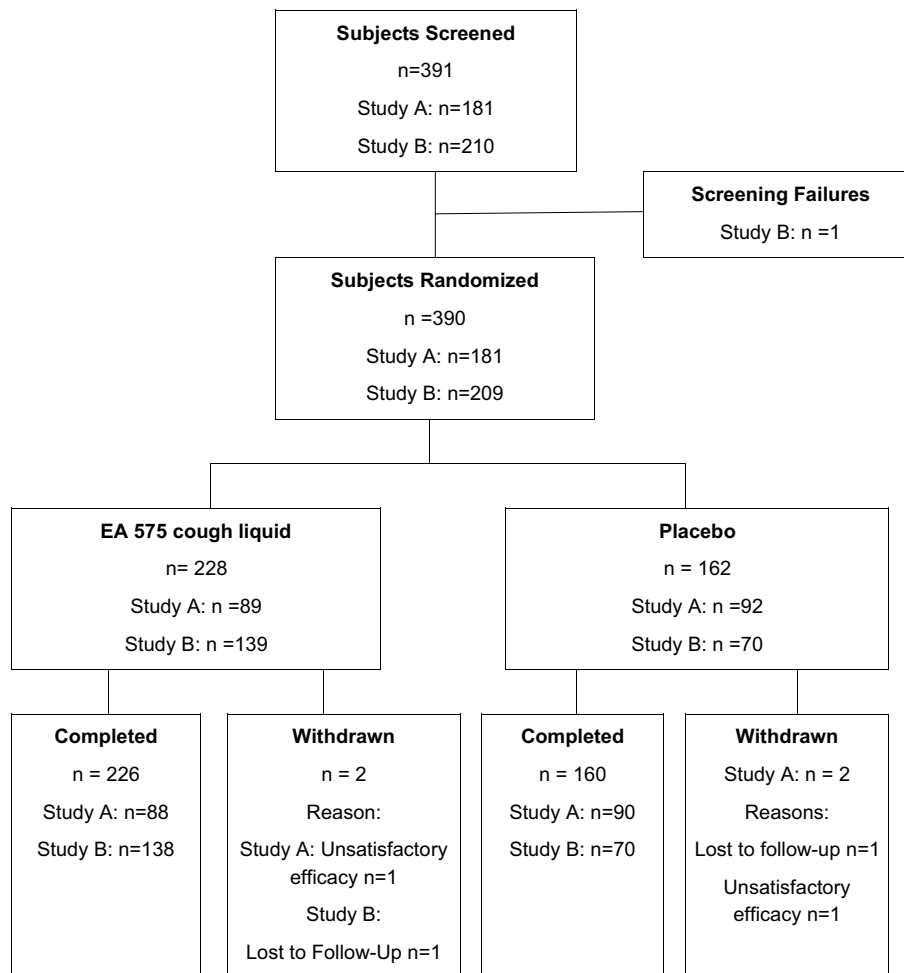 Subjects Screened
n=391
Study A: n=181
Study B: n=210
Screening Failures
Study B: n =1
Subjects Randomized
n =390
Study A: n=181
Study B: n=209
EA 575 cough liquid
n= 228
Study A: n =89
Study B: n =139
Placebo
n = 162
Study A: n=92
Study B: n=70
Completed
n = 226
Study A: n=88
Study B: n=138
Withdrawn
n = 2
Reason:
Study A: Unsatisfactory
efficacy n=1
Study B:
Lost to Follow-Up n=1
Completed
n = 160
Study A: n=90
Study B: n=70
Withdrawn
Study A: n = 2
Reasons:
Lost to follow-up n=1
Unsatisfactory
efficacy n=1